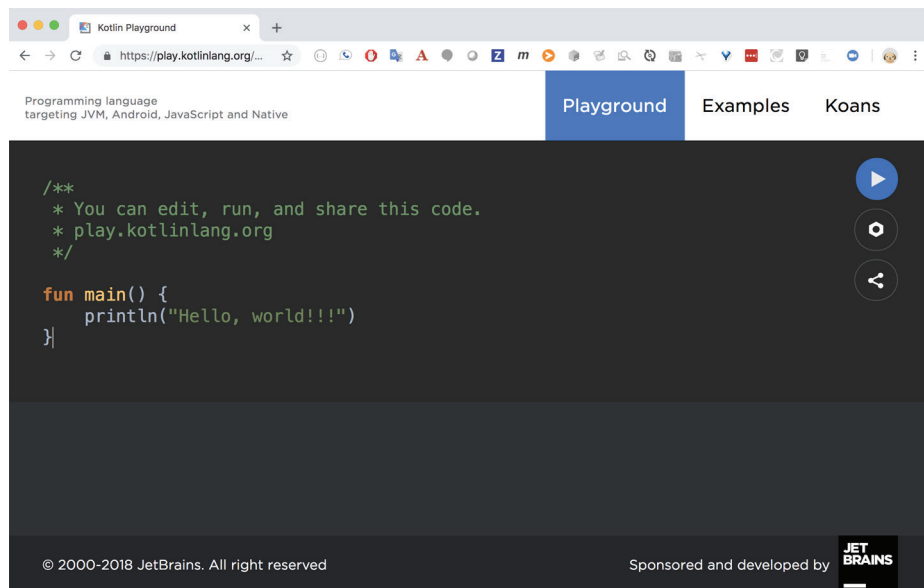 Kotlin Playground
https://play.kotlinlang.org/...
Programming language
targeting JVM, Android, JavaScript and Native
Playground
Examples
Koans
/**
 * You can edit, run, and share this code.
 * play.kotlinlang.org
 */
fun main() {
    println("Hello, world!!!")
}
© 2000-2018 JetBrains. All right reserved
Sponsored and developed by
JET
BRAINS